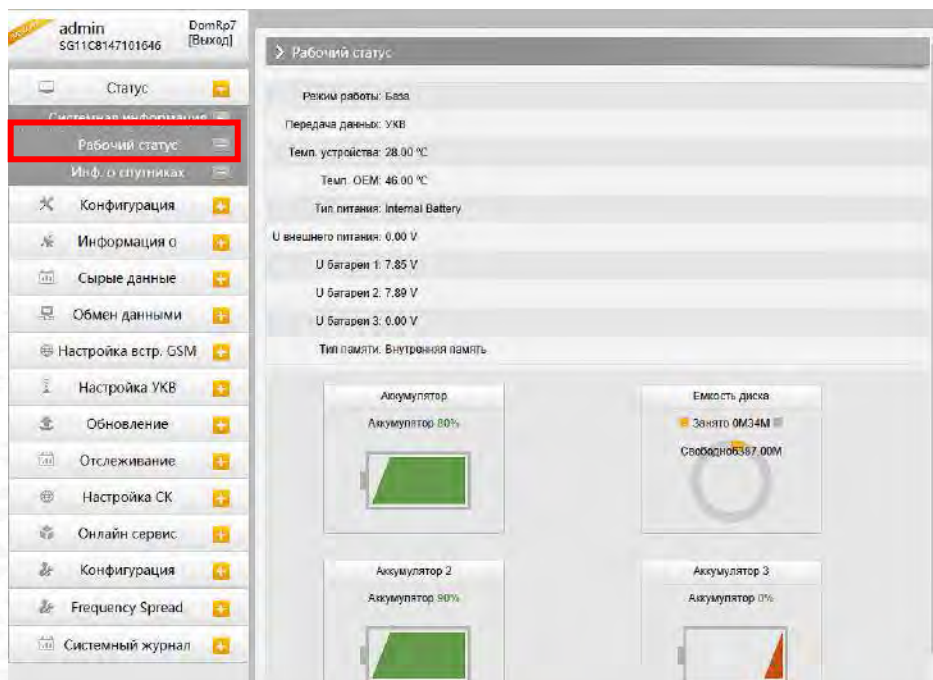 admin
DomRp7
SG11C8147101646
[Выход]
Статус
Системная информация
Рабочий статус
Инф. о спутниках
Конфигурация
Информация о
Сырые данные
Обмен данными
Настройка встр. GSM
Настройка УКВ
Обновление
Отслеживание
Настройка СК
Онлайн сервис
Конфигурация
Frequency Spread
Системный журнал
Рабочий статус
Режим работы: База
Передача данных: УКВ
Темп. устройства: 28.00 ℃
Темп. OEM: 46.00 ℃
Тип питания: Internal Battery
U внешнего питания: 0.00 V
U батареи 1: 7.85 V
U батареи 2: 7.89 V
U батареи 3: 0.00 V
Тип памяти: Внутренняя память
Аккумулятор
Аккумулятор 80%
Емкость диска
Занято 0M34M
Свободно6387.00M
Аккумулятор 2
Аккумулятор 90%
Аккумулятор 3
Аккумулятор 0%